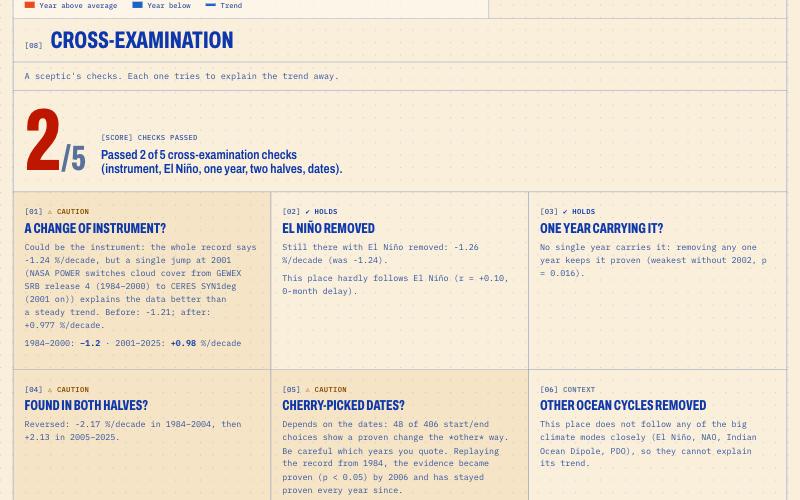 Year above average Year below Trend
[08] CROSS-EXAMINATION
A sceptic's checks. Each one tries to explain the trend away.
2/5
[SCORE] CHECKS PASSED
Passed 2 of 5 cross-examination checks
(instrument, El Niño, one year, two halves, dates).
[01] ⚠ CAUTION
A CHANGE OF INSTRUMENT?
Could be the instrument: the whole record says
-1.24 %/decade, but a single jump at 2001
(NASA POWER switches cloud cover from GEWEX
SRB release 4 (1984–2000) to CERES SYN1deg
(2001 on)) explains the data better than
a steady trend. Before: -1.21; after:
+0.977 %/decade.
1984–2000: −1.2 · 2001–2025: +0.98 %/decade
[02] ✔ HOLDS
EL NIÑO REMOVED
Still there with El Niño removed: -1.26
%/decade (was -1.24).
This place hardly follows El Niño (r = +0.10,
0-month delay).
[03] ✔ HOLDS
ONE YEAR CARRYING IT?
No single year carries it: removing any one
year keeps it proven (weakest without 2002, p
= 0.016).
[04] ⚠ CAUTION
FOUND IN BOTH HALVES?
Reversed: -2.17 %/decade in 1984–2004, then
+2.13 in 2005–2025.
[05] ⚠ CAUTION
CHERRY-PICKED DATES?
Depends on the dates: 48 of 406 start/end
choices show a proven change the *other* way.
Be careful which years you quote. Replaying
the record from 1984, the evidence became
proven (p < 0.05) by 2006 and has stayed
proven every year since.
[06] CONTEXT
OTHER OCEAN CYCLES REMOVED
This place does not follow any of the big
climate modes closely (El Niño, NAO, Indian
Ocean Dipole, PDO), so they cannot explain
its trend.